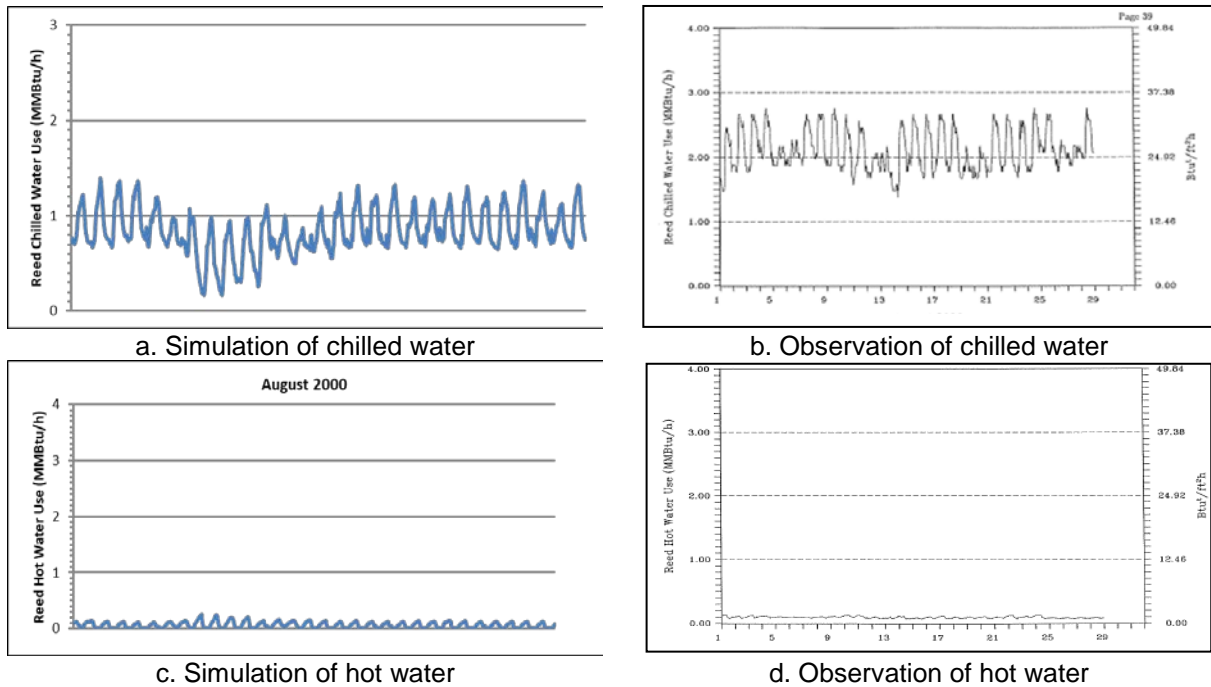 3
2
1
0
Reed Chilled Water Use (MMBtu/h)
a. Simulation of chilled water
Page 39
4.00
3.00
2.00
1.00
0.00
Reed Chilled Water Use (MMBtu/h)
49.84
37.38
24.92
12.46
0.00
1 5 9 13 17 21 25 29
b. Observation of chilled water
August 2000
4
3
2
1
0
Reed Hot Water Use (MMBtu/h)
c. Simulation of hot water
4.00
3.00
2.00
1.00
0.00
Reed Hot Water Use (MMBtu/h)
49.84
37.38
24.92
12.46
0.00
1 5 9 13 17 21 25 29
d. Observation of hot water